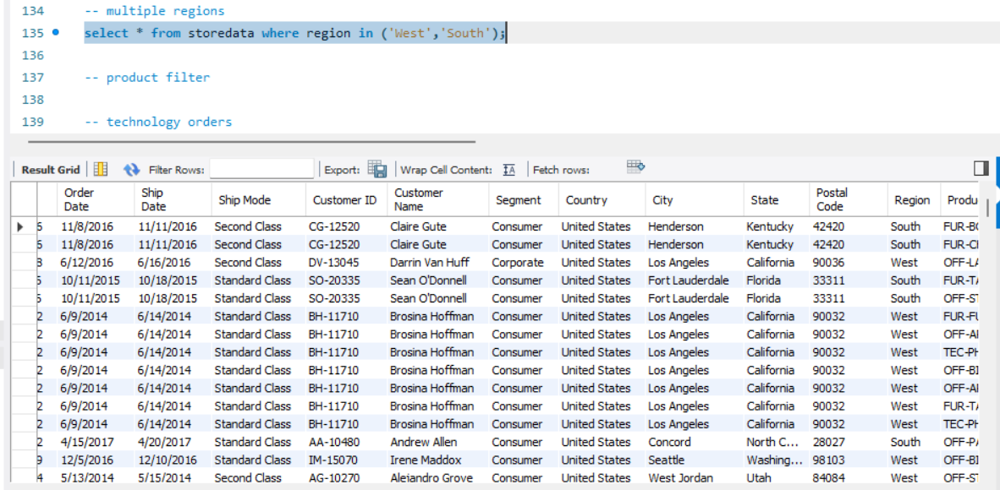 134 -- multiple regions
135 select * from storedata where region in ('West','South');
136
137 -- product filter
138
139 -- technology orders
Result Grid Filter Rows: Export: Wrap Cell Content: Fetch rows:
Order Date Ship Date Ship Mode Customer ID Customer Name Segment Country City State Postal Code Region Produ
6 11/8/2016 11/11/2016 Second Class CG-12520 Claire Gute Consumer United States Henderson Kentucky 42420 South FUR-BO
6 11/8/2016 11/11/2016 Second Class CG-12520 Claire Gute Consumer United States Henderson Kentucky 42420 South FUR-CH
8 6/12/2016 6/16/2016 Second Class DV-13045 Darrin Van Huff Corporate United States Los Angeles California 90036 West OFF-LA
5 10/11/2015 10/18/2015 Standard Class SO-20335 Sean O'Donnell Consumer United States Fort Lauderdale Florida 33311 South FUR-TA
5 10/11/2015 10/18/2015 Standard Class SO-20335 Sean O'Donnell Consumer United States Fort Lauderdale Florida 33311 South OFF-ST
2 6/9/2014 6/14/2014 Standard Class BH-11710 Brosina Hoffman Consumer United States Los Angeles California 90032 West FUR-FU
2 6/9/2014 6/14/2014 Standard Class BH-11710 Brosina Hoffman Consumer United States Los Angeles California 90032 West OFF-AR
2 6/9/2014 6/14/2014 Standard Class BH-11710 Brosina Hoffman Consumer United States Los Angeles California 90032 West TEC-PH
2 6/9/2014 6/14/2014 Standard Class BH-11710 Brosina Hoffman Consumer United States Los Angeles California 90032 West OFF-BI
2 6/9/2014 6/14/2014 Standard Class BH-11710 Brosina Hoffman Consumer United States Los Angeles California 90032 West OFF-AP
2 6/9/2014 6/14/2014 Standard Class BH-11710 Brosina Hoffman Consumer United States Los Angeles California 90032 West FUR-TA
2 6/9/2014 6/14/2014 Standard Class BH-11710 Brosina Hoffman Consumer United States Los Angeles California 90032 West TEC-PH
2 4/15/2017 4/20/2017 Standard Class AA-10480 Andrew Allen Consumer United States Concord North C... 28027 South OFF-PA
9 12/5/2016 12/10/2016 Standard Class IM-15070 Irene Maddox Consumer United States Seattle Washing... 98103 West OFF-BI
4 5/13/2014 5/15/2014 Second Class AG-10270 Alejandro Grove Consumer United States West Jordan Utah 84084 West OFF-ST